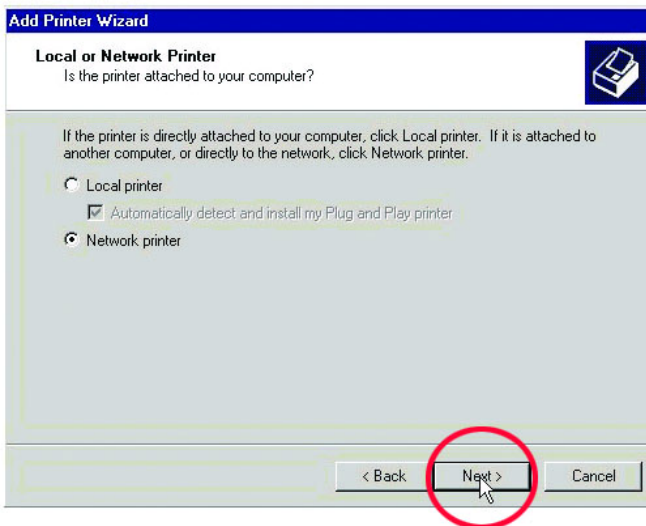 Add Printer Wizard
Local or Network Printer
Is the printer attached to your computer?
If the printer is directly attached to your computer, click Local printer. If it is attached to
another computer, or directly to the network, click Network printer.
Local printer
Automatically detect and install my Plug and Play printer
Network printer
< Back Next > Cancel